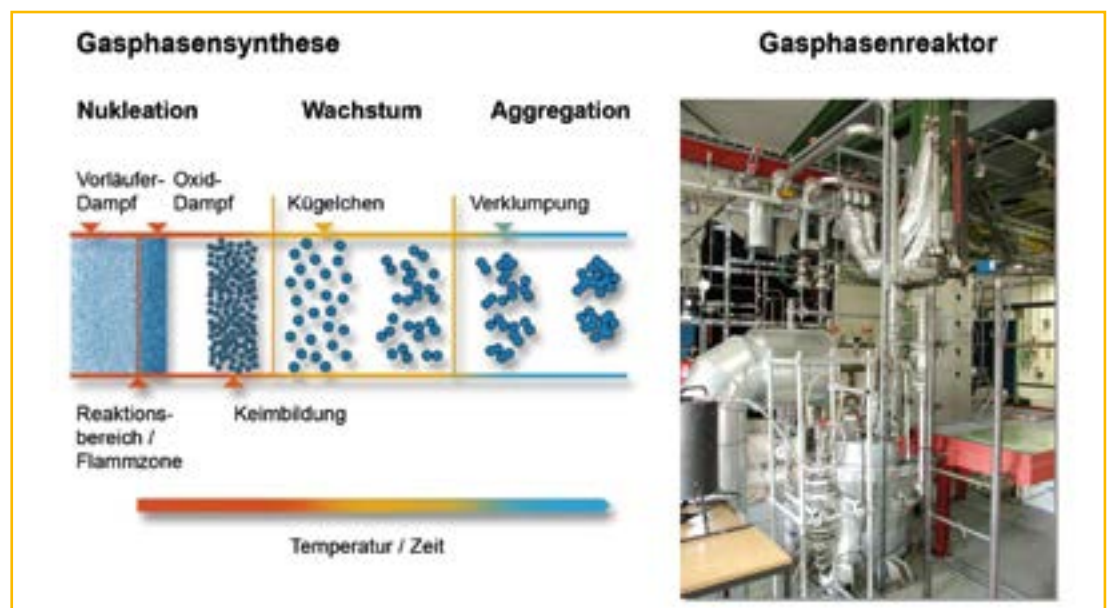 Gasphasensynthese
Gasphasenreaktor
Nukleation
Wachstum
Aggregation
Vorläufer-
Dampf
Oxid-
Dampf
Kügelchen
Verklumpung
Reaktions-
bereich /
Flammzone
Keimbildung
Temperatur / Zeit